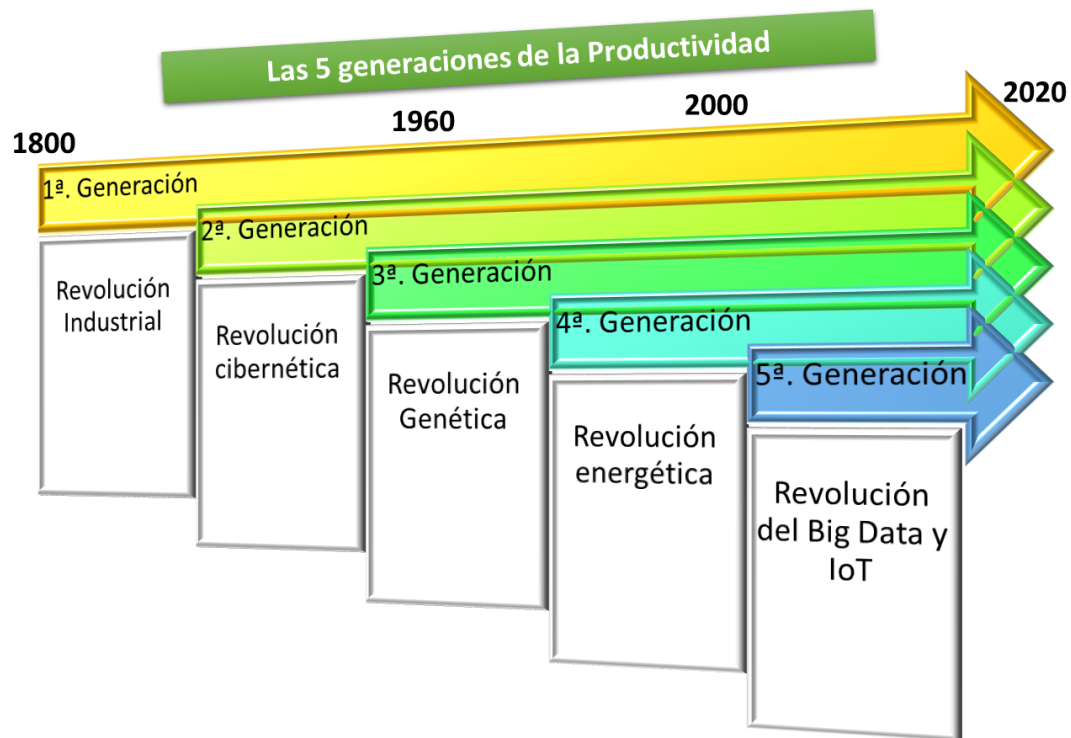 Las 5 generaciones de la Productividad
1800
1960
2000
2020
1ª. Generación
Revolución
Industrial
2ª. Generación
Revolución
cibernética
3ª. Generación
Revolución
Genética
4ª. Generación
Revolución
energética
5ª. Generación
Revolución
del Big Data y
IoT